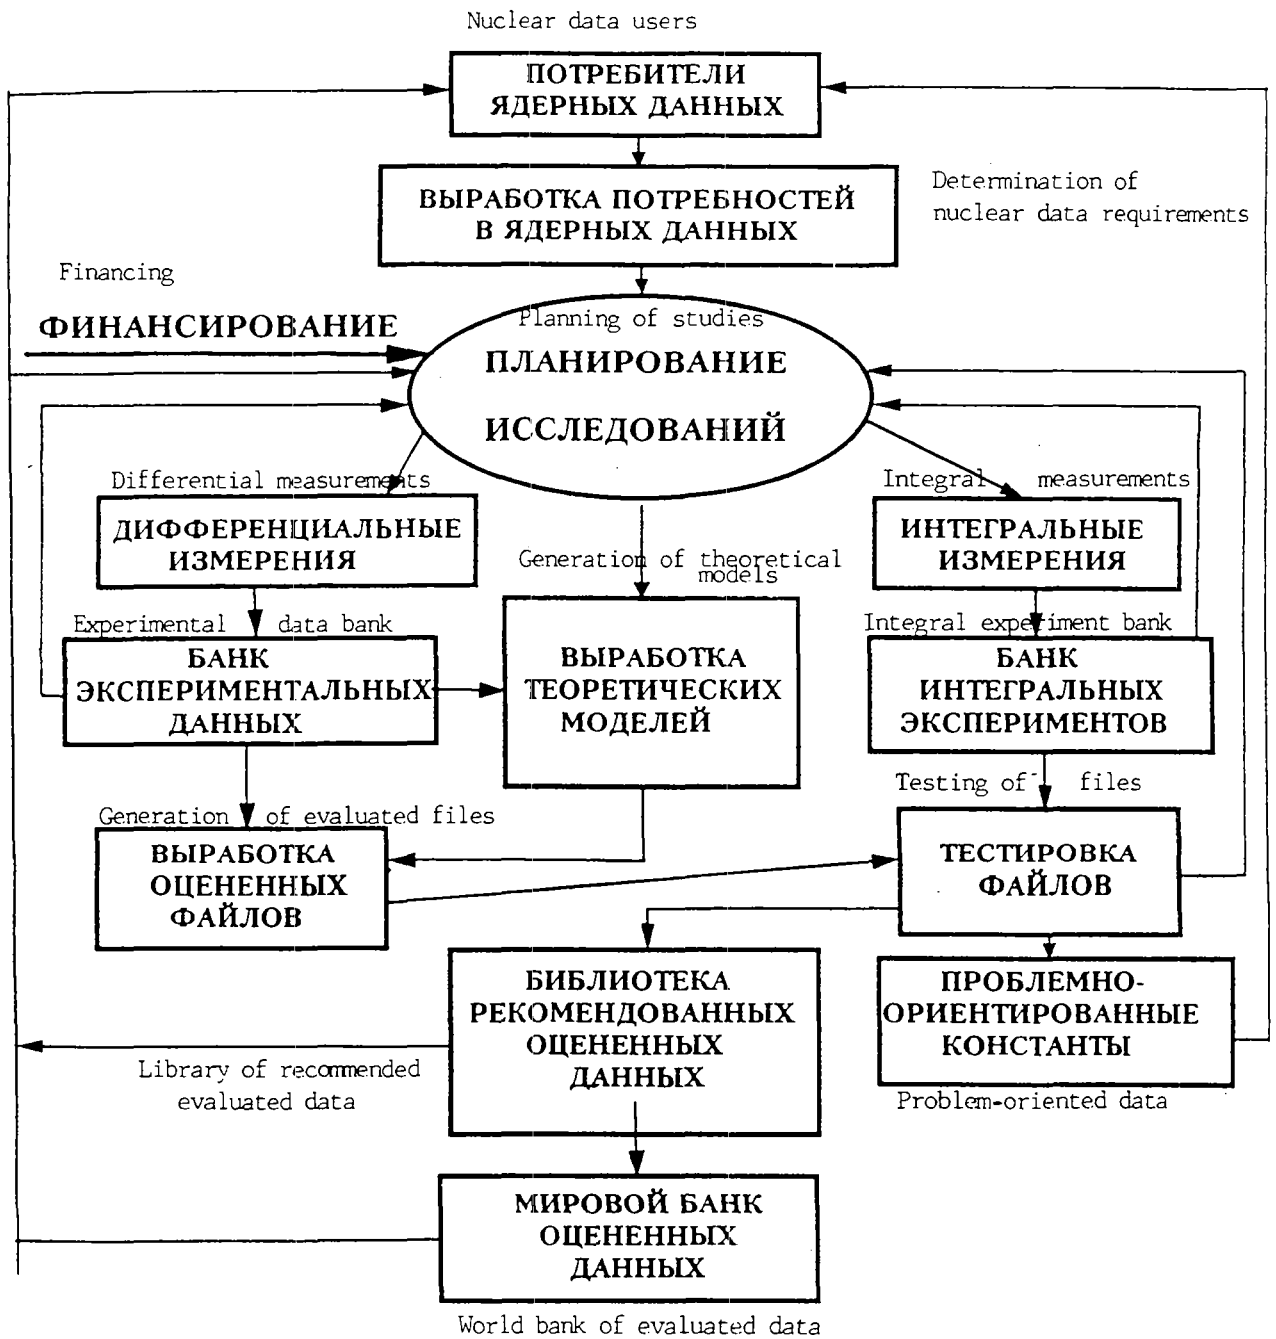 Nuclear data users
ПОТРЕБИТЕЛИ
ЯДЕРНЫХ ДАННЫХ
ВЫРАБОТКА ПОТРЕБНОСТЕЙ
В ЯДЕРНЫХ ДАННЫХ
Determination of
nuclear data requirements
Financing
ФИНАНСИРОВАНИЕ
Planning of studies
ПЛАНИРОВАНИЕ
ИССЛЕДОВАНИЙ
Differential measurements
ДИФФЕРЕНЦИАЛЬНЫЕ
ИЗМЕРЕНИЯ
Generation of theoretical
models
Integral measurements
ИНТЕГРАЛЬНЫЕ
ИЗМЕРЕНИЯ
Experimental data bank
БАНК
ЭКСПЕРИМЕНТАЛЬНЫХ
ДАННЫХ
ВЫРАБОТКА
ТЕОРЕТИЧЕСКИХ
МОДЕЛЕЙ
Integral experiment bank
БАНК
ИНТЕГРАЛЬНЫХ
ЭКСПЕРИМЕНТОВ
Generation of evaluated files
ВЫРАБОТКА
ОЦЕНЕННЫХ
ФАЙЛОВ
Testing of files
ТЕСТИРОВКА
ФАЙЛОВ
БИБЛИОТЕКА
РЕКОМЕНДОВАННЫХ
ОЦЕНЕННЫХ
ДАННЫХ
Library of recommended
evaluated data
ПРОБЛЕМНО-
ОРИЕНТИРОВАННЫЕ
КОНСТАНТЫ
Problem-oriented data
МИРОВОЙ БАНК
ОЦЕНЕННЫХ
ДАННЫХ
World bank of evaluated data